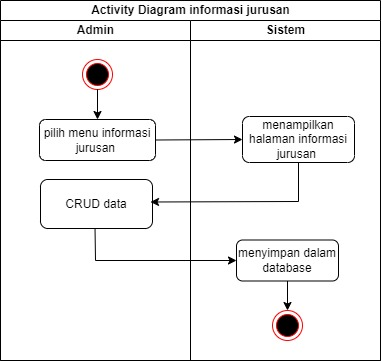 Activity Diagram informasi jurusan
Admin
Sistem
pilih menu informasi
jurusan
menampilkan
halaman informasi
jurusan
CRUD data
menyimpan dalam
database